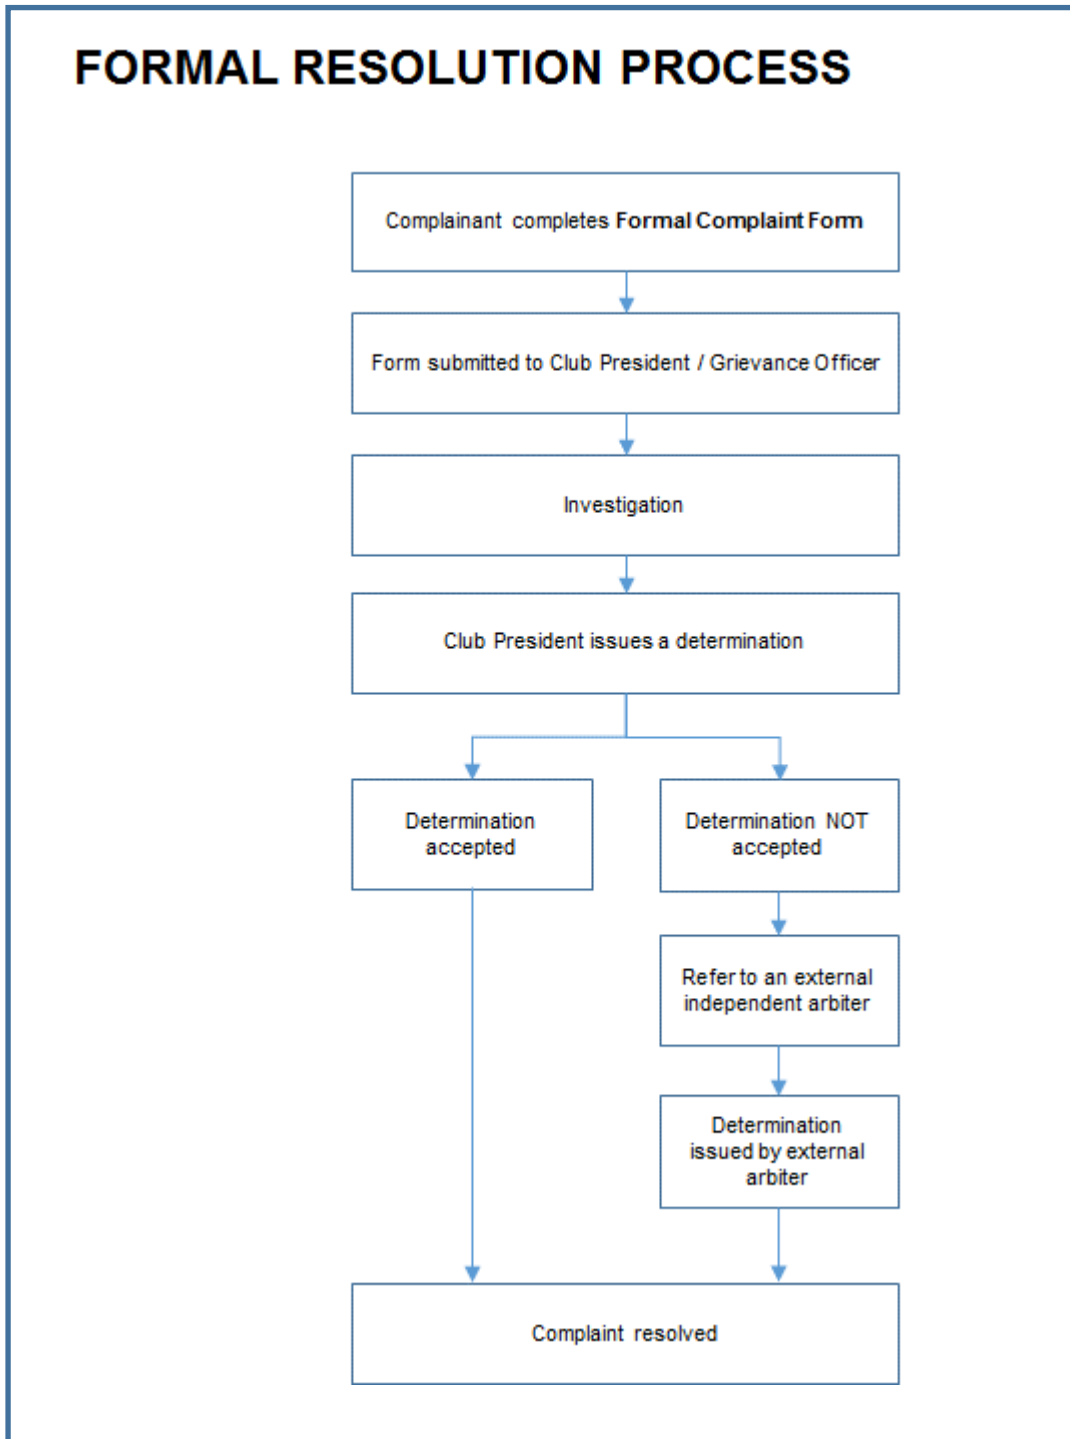 FORMAL RESOLUTION PROCESS
Complainant completes Formal Complaint Form
Form submitted to Club President / Grievance Officer
Investigation
Club President issues a determination
Determination
accepted
Determination NOT
accepted
Refer to an external
independent arbiter
Determination
issued by external
arbiter
Complaint resolved